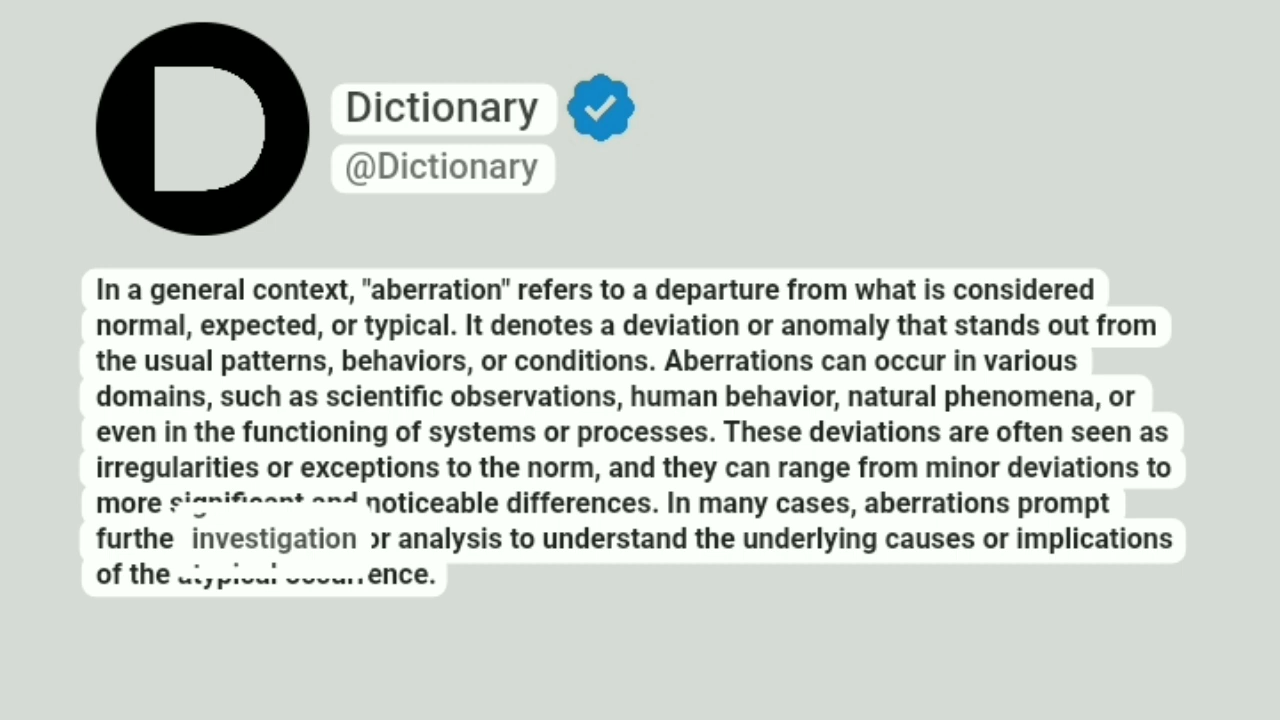 D
Dictionary
@Dictionary
In a general context, "aberration" refers to a departure from what is considered
normal, expected, or typical. It denotes a deviation or anomaly that stands out from
the usual patterns, behaviors, or conditions. Aberrations can occur in various
domains, such as scientific observations, human behavior, natural phenomena, or
even in the functioning of systems or processes. These deviations are often seen as
irregularities or exceptions to the norm, and they can range from minor deviations to
more significant and noticeable differences. In many cases, aberrations prompt
furthe investigation or analysis to understand the underlying causes or implications
of the atypical occurrence.